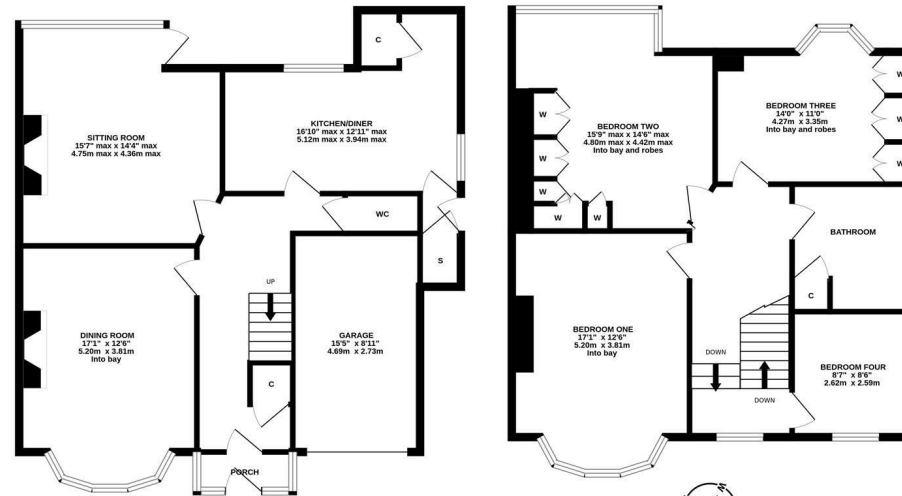 C
SITTING ROOM
15'7" max x 14'4" max
4.75m max x 4.36m max
KITCHEN/DINER
16'10" max x 12'11" max
5.12m max x 3.94m max
WC
S
UP
DINING ROOM
17'1" x 12'6"
5.20m x 3.81m
Into bay
GARAGE
15'5" x 8'11"
4.69m x 2.73m
C
PORCH
BEDROOM TWO
15'9" max x 14'6" max
4.80m max x 4.42m max
Into bay and robes
W
W
W
W
W
BEDROOM THREE
14'0" x 11'0"
4.27m x 3.35m
Into bay and robes
W
W
W
BATHROOM
C
BEDROOM ONE
17'1" x 12'6"
5.20m x 3.81m
Into bay
DOWN
DOWN
BEDROOM FOUR
8'7" x 8'6"
2.62m x 2.59m